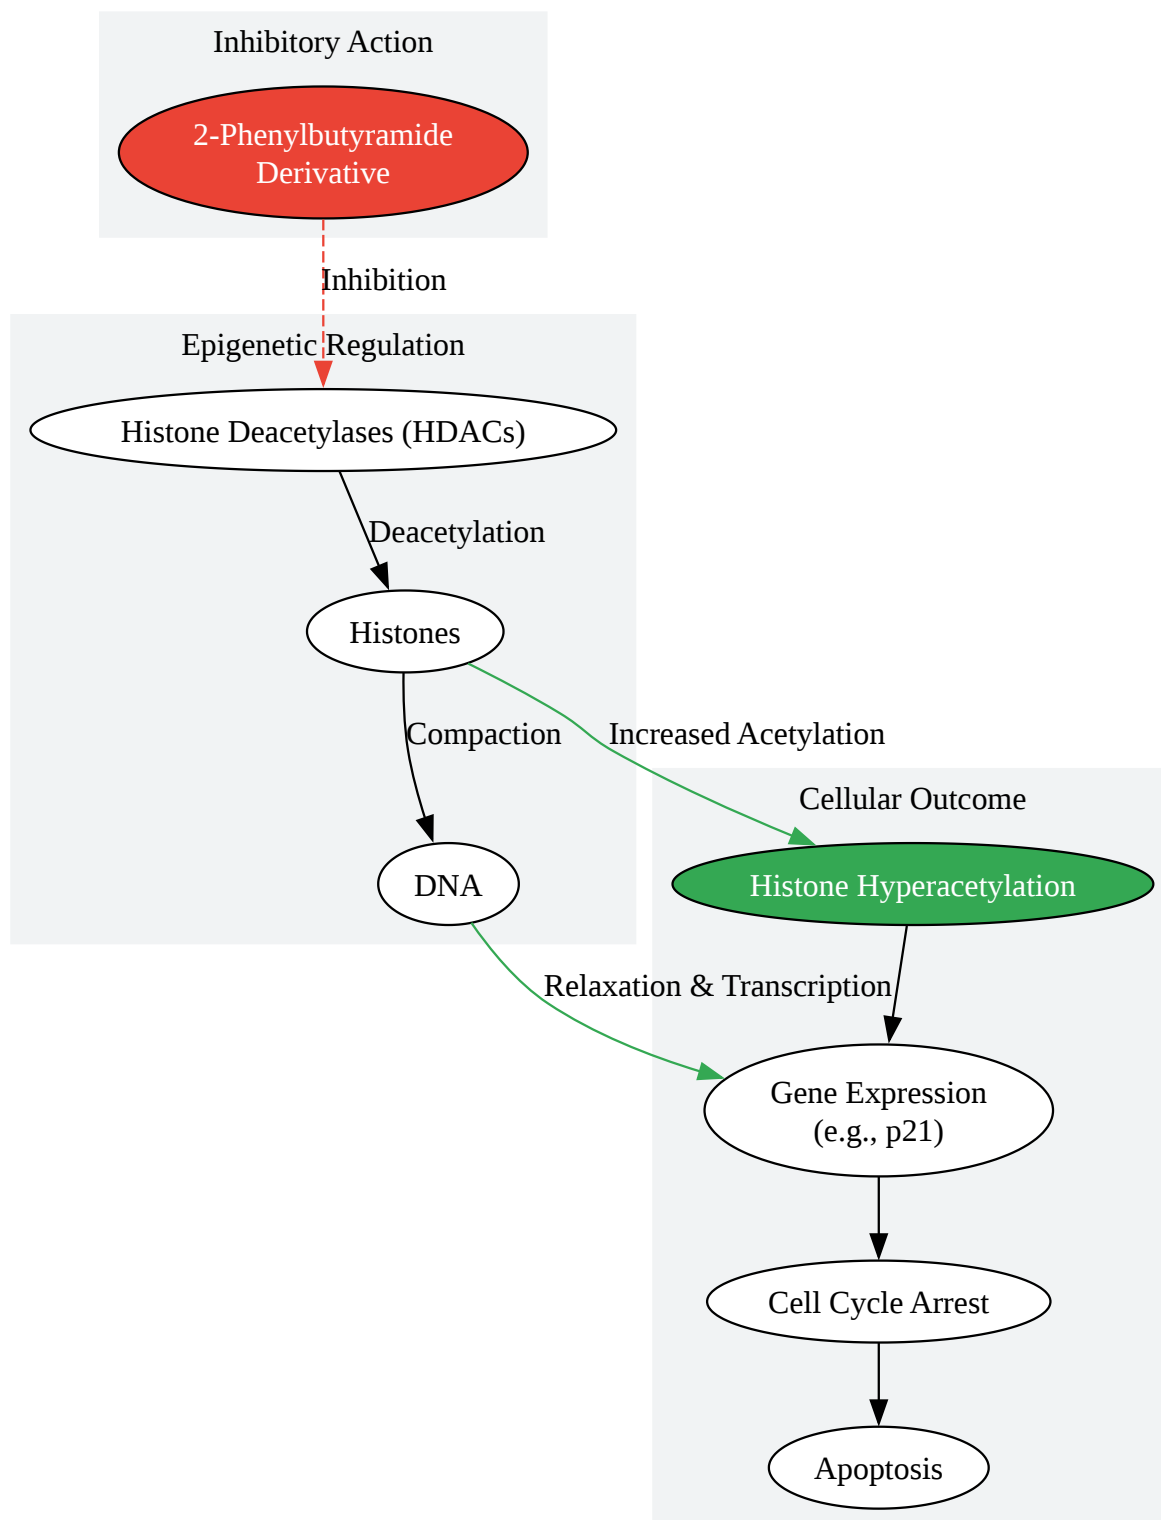 Inhibitory Action
2-Phenylbutyramide
Derivative
Inhibition
Epigenetic Regulation
Histone Deacetylases (HDACs)
Deacetylation
Histones
Compaction
Increased Acetylation
Cellular Outcome
DNA
Histone Hyperacetylation
Relaxation & Transcription
Gene Expression
(e.g., p21)
Cell Cycle Arrest
Apoptosis